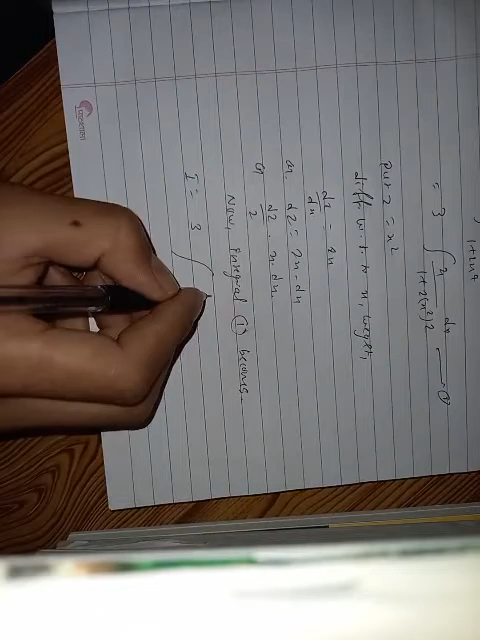 1+2x4
= 3 ∫ x/1+2(x²)² dx — ①
put z = x²
diff. w.r. to x, we get,
dz/dx = 2x
or, dz = 2x. dx
or dz/2 = x. dx
Now, integral ① becomes.
I = 3 ∫